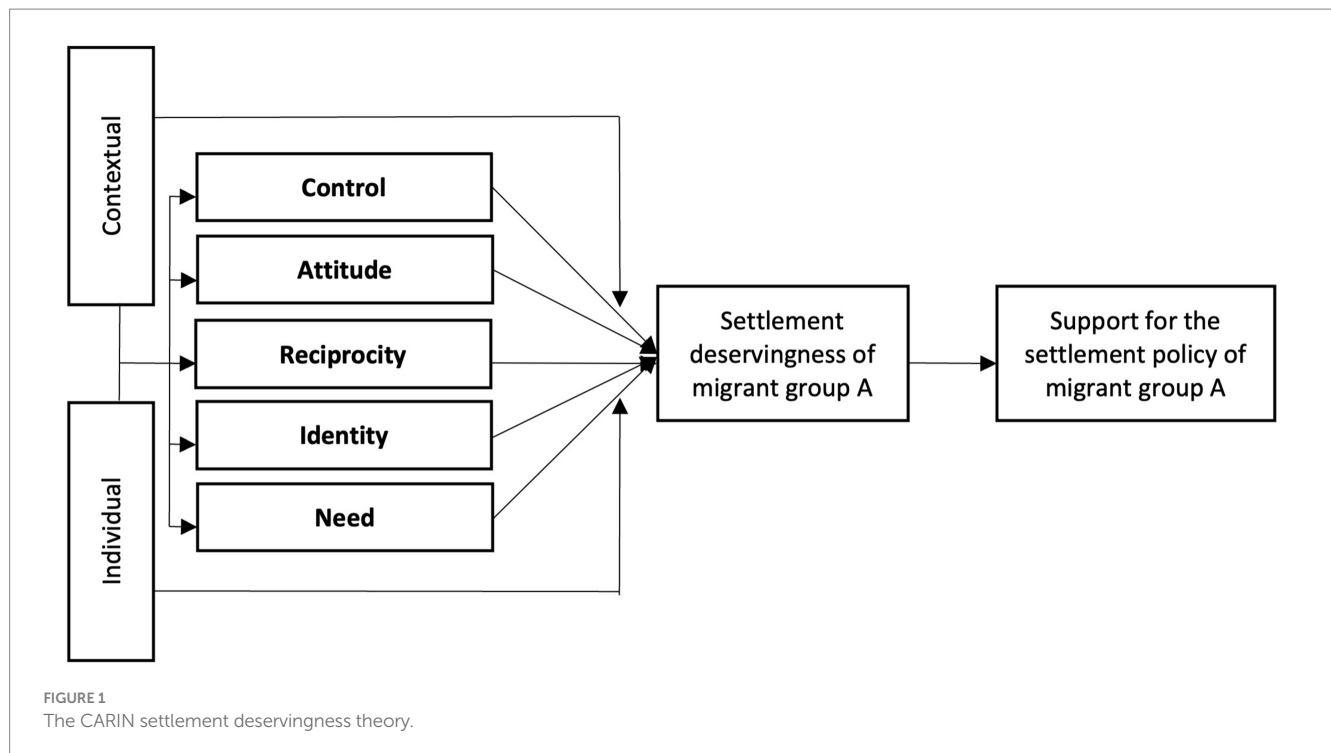 Contextual
Individual
Control
Attitude
Reciprocity
Identity
Need
Settlement
deservingness of
migrant group A
Support for the
settlement policy of
migrant group A
FIGURE 1
The CARIN settlement deservingness theory.